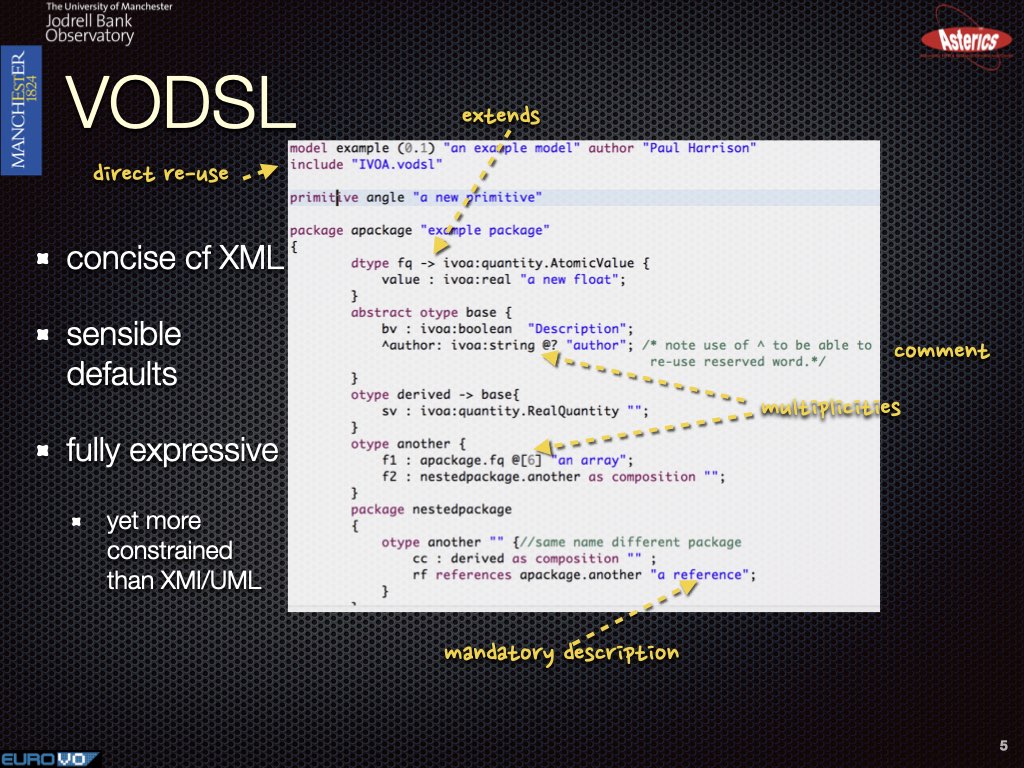 The University of Manchester
Jodrell Bank
Observatory
MANCHESTER
1824
Asterics
VODSL
extends
direct re-use
concise cf XML
sensible
defaults
fully expressive
yet more
constrained
than XMI/UML
model example (0.1) "an example model" author "Paul Harrison"
include "IVOA.vodsl"
primitive angle "a new primitive"
package apackage "example package"
{
dtype fq -> ivoa:quantity.AtomicValue {
value : ivoa:real "a new float";
}
abstract otype base {
bv : ivoa:boolean "Description";
^author: ivoa:string @? "author"; /* note use of ^ to be able to
re-use reserved word.*/
}
otype derived -> base{
sv : ivoa:quantity.RealQuantity "";
}
otype another {
f1 : apackage.fq @[6] "an array";
f2 : nestedpackage.another as composition "";
}
package nestedpackage
{
otype another "" {//same name different package
cc : derived as composition "" ;
rf references apackage.another "a reference";
}
comment
multiplicities
mandatory description
EURO VO
5